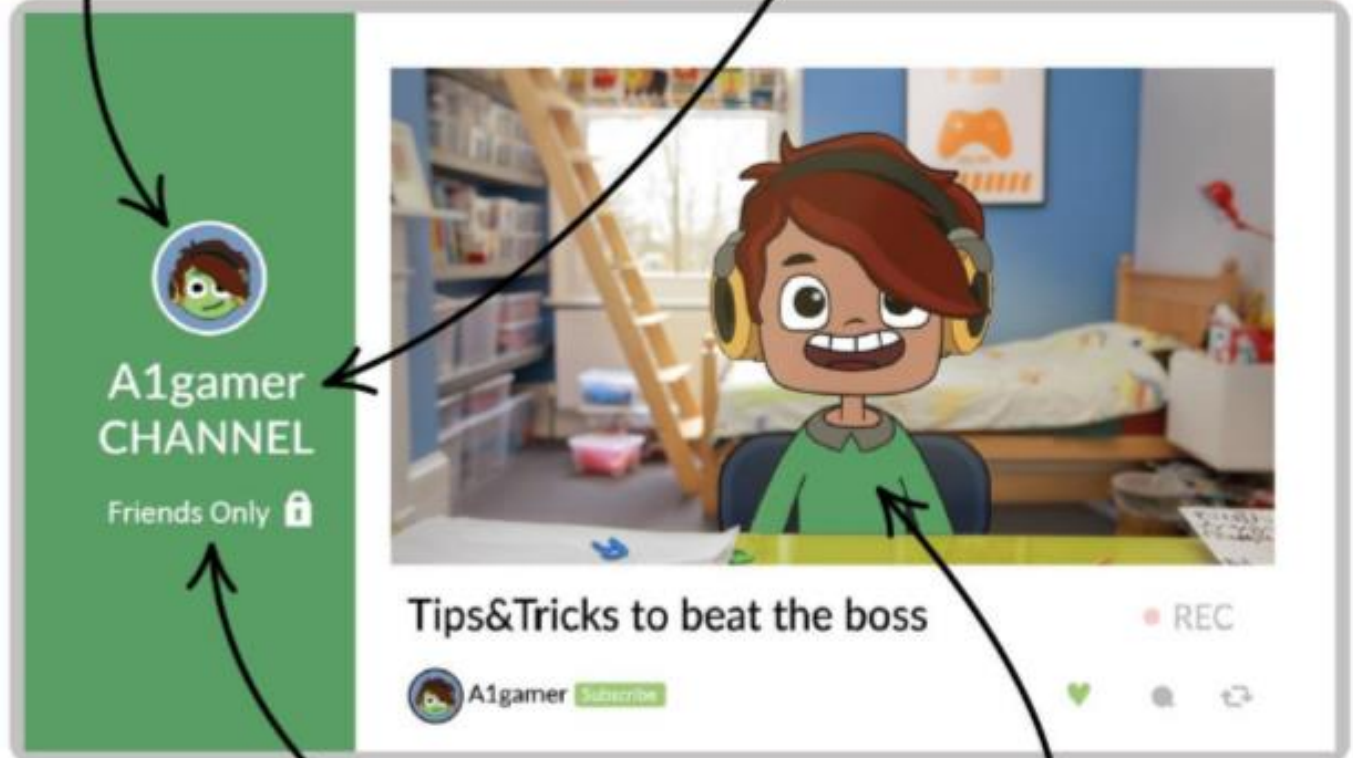 A1gamer
CHANNEL
Friends Only
Tips&Tricks to beat the boss
REC
A1gamer Subscribe